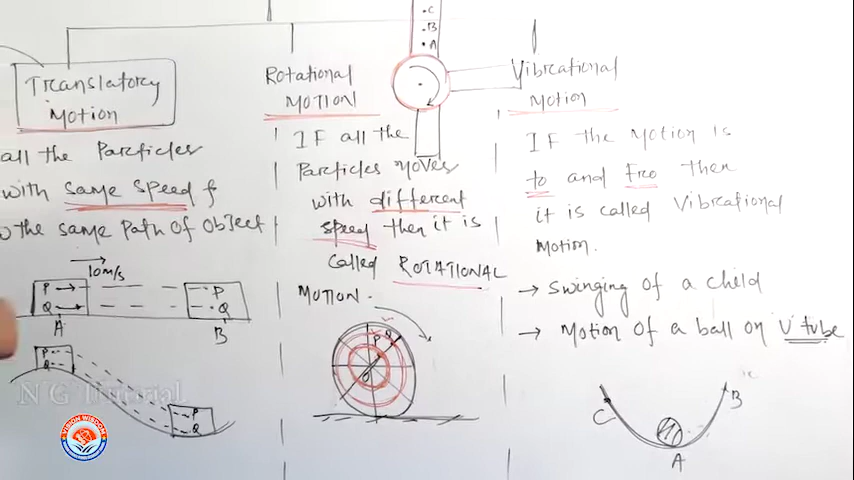 Translatory
Motion
all the Particles
with same speed &
the same Path of Object
10m/s
P
Q
P
Q
A
B
P
Q
P
Q
N G Tutorial
VISION WISDOM
Rotational
MOTION
IF all the
Particles Moves
with different
speed then it is
called ROTATIONAL
MOTION.
P
Q
O
C
B
A
Vibrational
Motion
IF the Motion is
to and Fro then
it is called Vibrational
Motion.
→ Swinging of a child
→ Motion of a ball on V tube
C
B
A